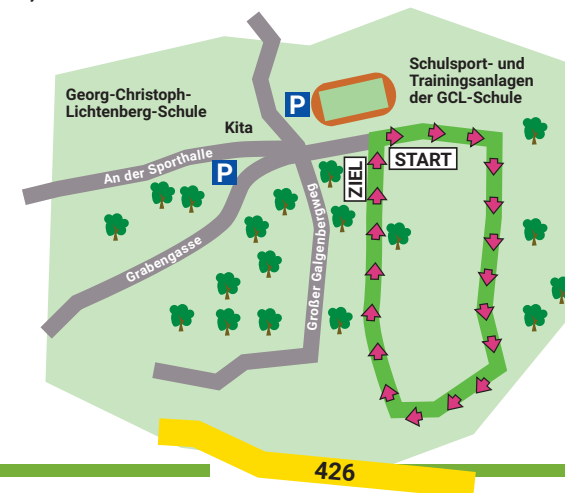 Georg-Christoph-
Lichtenberg-Schule
Schulsport- und
Trainingsanlagen
der GCL-Schule
P
Kita
An der Sporthalle
P
ZIEL
START
Großer Galgenbergweg
Grabengasse
426